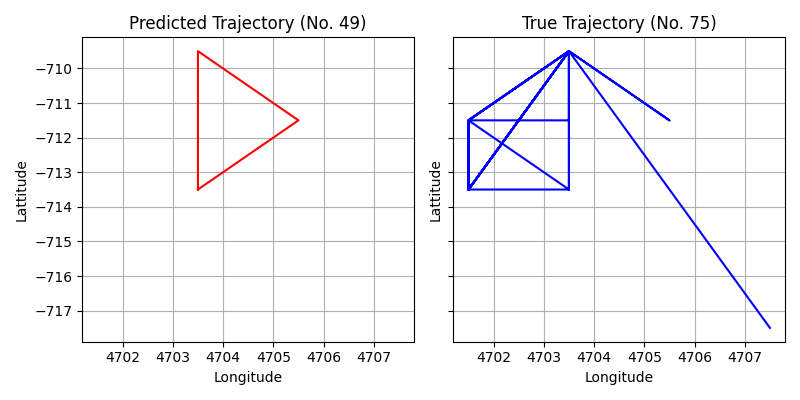 Predicted Trajectory (No. 49)
True Trajectory (No. 75)
Lattitude
−710
−711
−712
−713
−714
−715
−716
−717
4702 4703 4704 4705 4706 4707
Longitude
Lattitude
4702 4703 4704 4705 4706 4707
Longitude